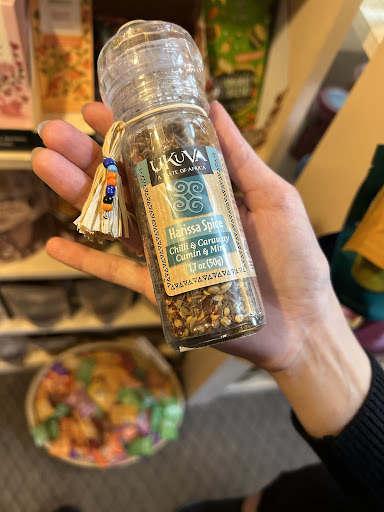 UKUVA
TASTE OF AFRICA
Harissa Spice
Chilli & Caraway
Cumin & Mint
1.7 oz (50g)